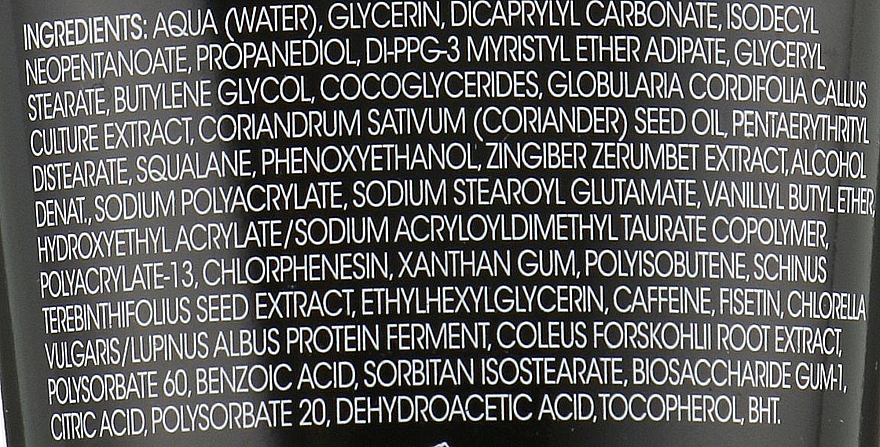 INGREDIENTS: AQUA (WATER), GLYCERIN, DICAPRYLYL CARBONATE, ISODECYL
NEOPENTANOATE, PROPANEDIOL, DI-PPG-3 MYRISTYL ETHER ADIPATE, GLYCERYL
STEARATE, BUTYLENE GLYCOL, COCOGLYCERIDES, GLOBULARIA CORDIFOLIA CALLUS
CULTURE EXTRACT, CORIANDRUM SATIVUM (CORIANDER) SEED OIL, PENTAERYTHRITYL
DISTEARATE, SQUALANE, PHENOXYETHANOL, ZINGIBER ZERUMBET EXTRACT, ALCOHOL
DENAT., SODIUM POLYACRYLATE, SODIUM STEAROYL GLUTAMATE, VANILLYL BUTYL ETHER,
HYDROXYETHYL ACRYLATE/SODIUM ACRYLOYLDIMETHYL TAURATE COPOLYMER,
POLYACRYLATE-13, CHLORPHENESIN, XANTHAN GUM, POLYISOBUTENE, SCHINUS
TEREBINTHIFOLIUS SEED EXTRACT, ETHYLHEXYLGLYCERIN, CAFFEINE, FISETIN, CHLORELLA
VULGARIS/LUPINUS ALBUS PROTEIN FERMENT, COLEUS FORSKOHLII ROOT EXTRACT,
POLYSORBATE 60, BENZOIC ACID, SORBITAN ISOSTEARATE, BIOSACCHARIDE GUM-1,
CITRIC ACID, POLYSORBATE 20, DEHYDROACETIC ACID, TOCOPHEROL, BHT.